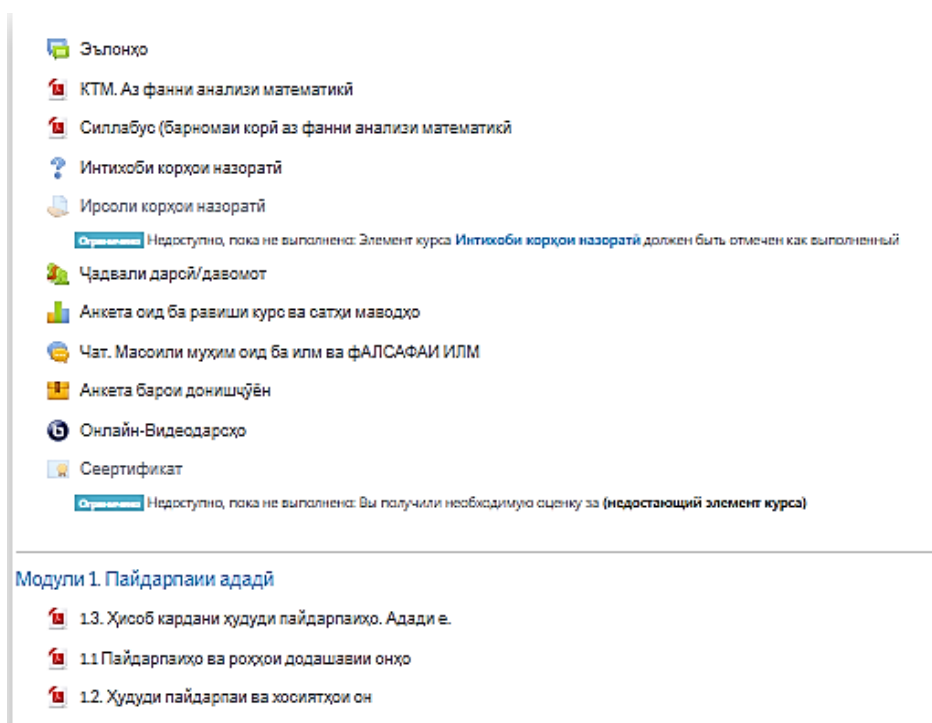 Эълонҳо
КТМ. Аз фанни анализи математикӣ
Силлабус (барномаи корӣ аз фанни анализи математикӣ
Интихоби корҳои назоратӣ
Ирсоли корҳои назоратӣ
Ограничено Недоступно, пока не выполнено: Элемент курса Интихоби корҳои назоратӣ должен быть отмечен как выполненный
Ҷадвали дарсӣ/давомот
Анкета оид ба равиши курс ва сатҳи маводҳо
Чат. Масоили муҳим оид ба илм ва фАЛСАФАИ ИЛМ
Анкета барои донишҷӯён
Онлайн-Видеодарсҳо
Сеертификат
Ограничено Недоступно, пока не выполнено: Вы получили необходимую оценку за (недостающий элемент курса)
Модули 1. Пайдарпаии ададӣ
1.3. Ҳисоб кардани ҳудуди пайдарпаиҳо. Адади е.
1.1 Пайдарпаиҳо ва роҳҳои додашавии онҳо
1.2. Ҳудуди пайдарпаи ва хосиятҳои он